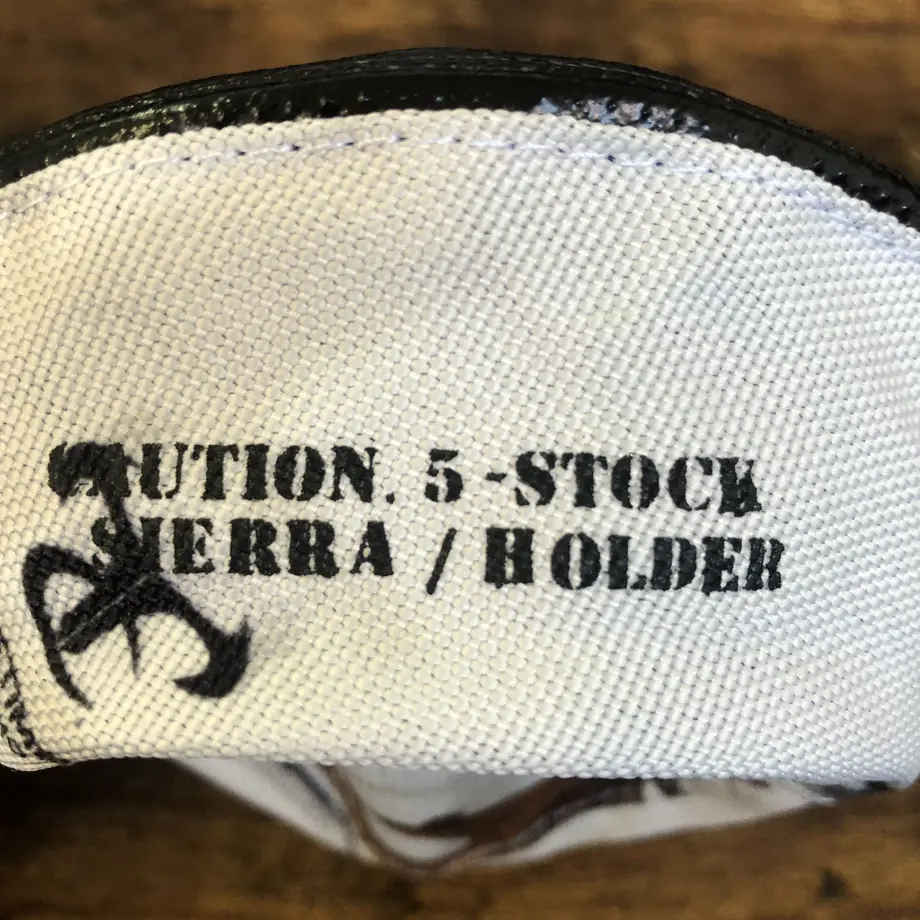 CAUTION. 5-STOCK
SIERRA / HOLDER